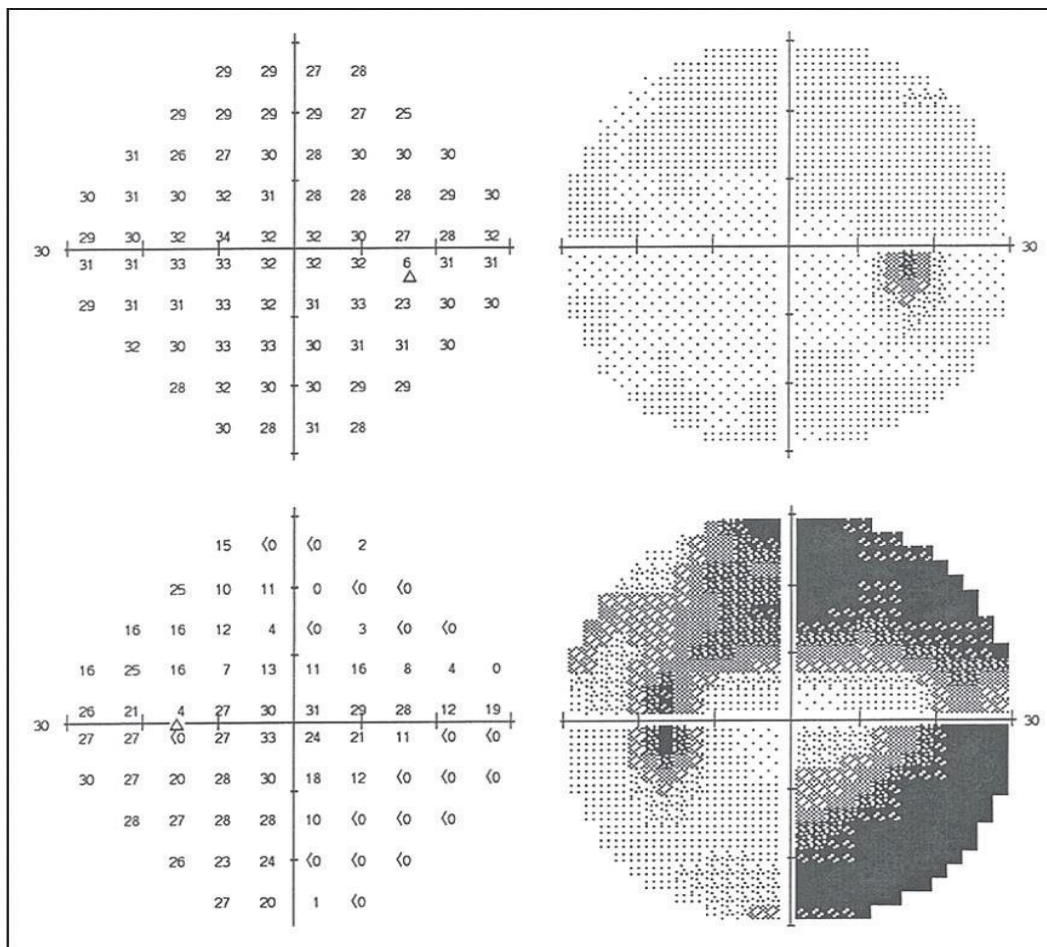 29 29 27 28
29 29 29 29 27 25
31 26 27 30 28 30 30 30
30 31 30 32 31 28 28 28 29 30
29 30 32 34 32 32 30 27 28 32
30 30
31 31 33 33 32 32 32 6 31 31
29 31 31 33 32 31 33 23 30 30
32 30 33 33 30 31 31 30
28 32 30 30 29 29
30 28 31 28
15 <0 <0 2
25 10 11 0 <0 <0
16 16 12 4 <0 3 <0 <0
16 25 16 7 13 11 16 8 4 0
26 21 4 27 30 31 29 28 12 19
30 30
27 27 <0 27 33 24 21 11 <0 <0
30 27 20 28 30 18 12 <0 <0 <0
28 27 28 28 10 <0 <0 <0
26 23 24 <0 <0 <0
27 20 1 <0